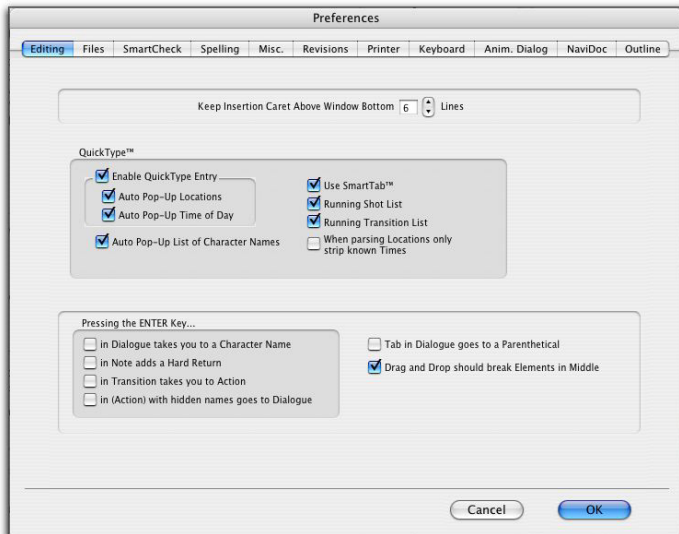 Preferences
Editing Files SmartCheck Spelling Misc. Revisions Printer Keyboard Anim. Dialog NaviDoc Outline
Keep Insertion Caret Above Window Bottom 6 Lines
QuickType™
Enable QuickType Entry
Auto Pop-Up Locations
Auto Pop-Up Time of Day
Auto Pop-Up List of Character Names
Use SmartTab™
Running Shot List
Running Transition List
When parsing Locations only
strip known Times
Pressing the ENTER Key...
in Dialogue takes you to a Character Name
in Note adds a Hard Return
in Transition takes you to Action
in (Action) with hidden names goes to Dialogue
Tab in Dialogue goes to a Parenthetical
Drag and Drop should break Elements in Middle
Cancel OK